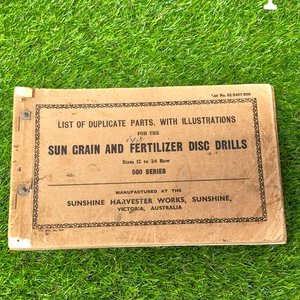 LIST OF DUPLICATE PARTS, WITH ILLUSTRATIONS
FOR THE
SUN GRAIN AND FERTILIZER DISC DRILLS
Sizes 12 to 24 Row
500 SERIES
MANUFACTURED AT THE
SUNSHINE HARVESTER WORKS, SUNSHINE,
VICTORIA, AUSTRALIA